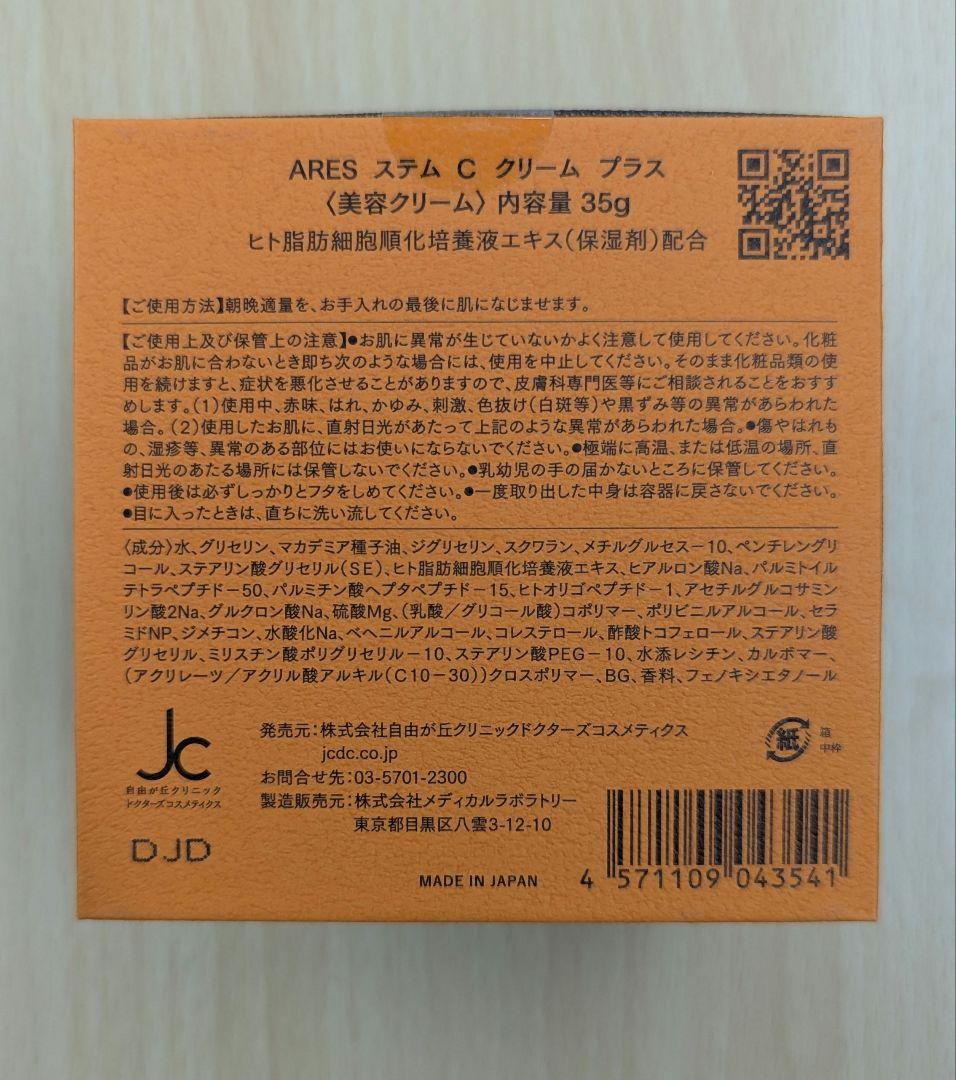 ARES ステム C クリーム プラス
〈美容クリーム〉内容量 35g
ヒト脂肪細胞順化培養液エキス(保湿剤)配合
【ご使用方法】朝晩適量を、お手入れの最後に肌になじませます。
【ご使用上及び保管上の注意】●お肌に異常が生じていないかよく注意して使用してください。化粧
品がお肌に合わないとき即ち次のような場合には、使用を中止してください。そのまま化粧品類の使
用を続けますと、症状を悪化させることがありますので、皮膚科専門医等にご相談されることをおすす
めします。(1)使用中、赤味、はれ、かゆみ、刺激、色抜け(白斑等)や黒ずみ等の異常があらわれた
場合。(2)使用したお肌に、直射日光があたって上記のような異常があらわれた場合。●傷やはれも
の、湿疹等、異常のある部位にはお使いにならないでください。●極端に高温、または低温の場所、直
射日光のあたる場所には保管しないでください。●乳幼児の手の届かないところに保管してください。
●使用後は必ずしっかりとフタをしめてください。●一度取り出した中身は容器に戻さないでください。
●目に入ったときは、直ちに洗い流してください。
〈成分〉水、グリセリン、マカデミア種子油、ジグリセリン、スクワラン、メチルグルセス-10、ペンチレングリ
コール、ステアリン酸グリセリル(SE)、ヒト脂肪細胞順化培養液エキス、ヒアルロン酸Na、パルミトイル
テトラペプチド-50、パルミチン酸ヘプタペプチド-15、ヒトオリゴペプチド-1、アセチルグルコサミン
リン酸2Na、グルクロン酸Na、硫酸Mg、(乳酸/グリコール酸)コポリマー、ポリビニルアルコール、セラ
ミドNP、ジメチコン、水酸化Na、ベヘニルアルコール、コレステロール、酢酸トコフェロール、ステアリン酸
グリセリル、ミリスチン酸ポリグリセリル-10、ステアリン酸PEG-10、水添レシチン、カルボマー、
(アクリレーツ/アクリル酸アルキル(C10-30))クロスポリマー、BG、香料、フェノキシエタノール
jc
自由が丘クリニック
ドクターズコスメティクス
DJD
発売元:株式会社自由が丘クリニックドクターズコスメティクス
jcdc.co.jp
お問合せ先:03-5701-2300
製造販売元:株式会社メディカルラボラトリー
東京都目黒区八雲3-12-10
MADE IN JAPAN
紙
箱
中枠
4 571109 043541